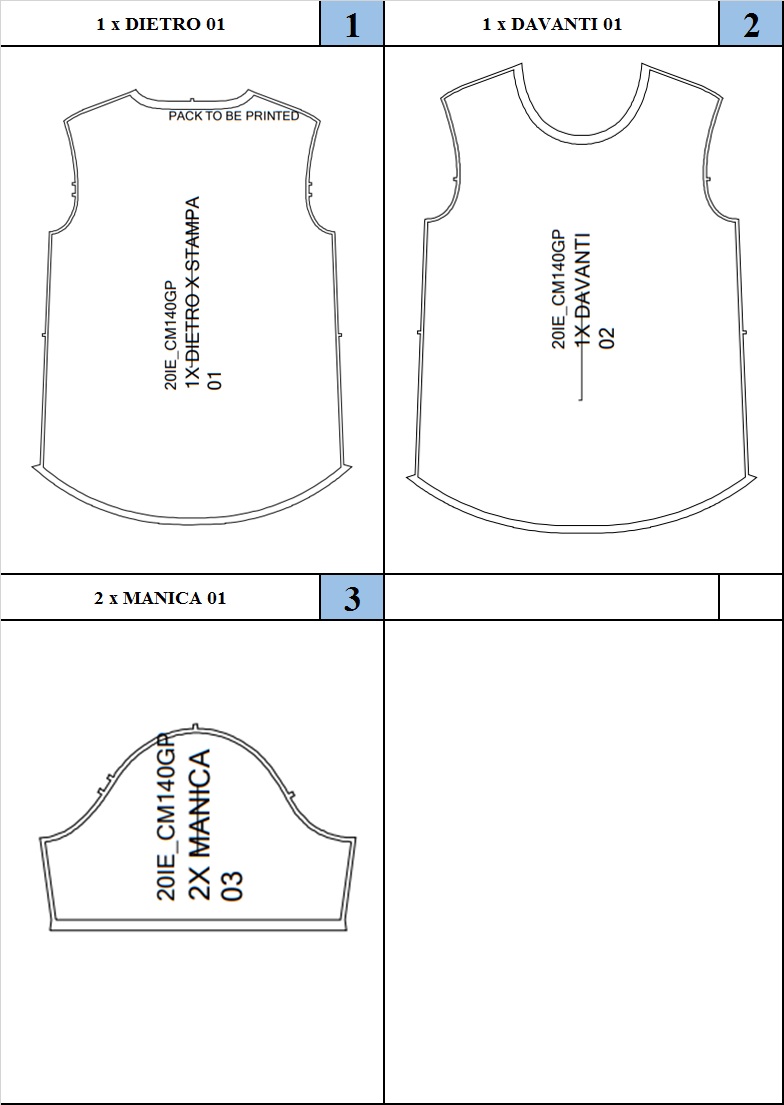 1 x DIETRO 01
1
1 x DAVANTI 01
2
PACK TO BE PRINTED
20IE_CM140GP
1X DIETRO X STAMPA
01
20IE_CM140GP
1X DAVANTI
02
2 x MANICA 01
3
20IE_CM140GP
2X MANICA
03